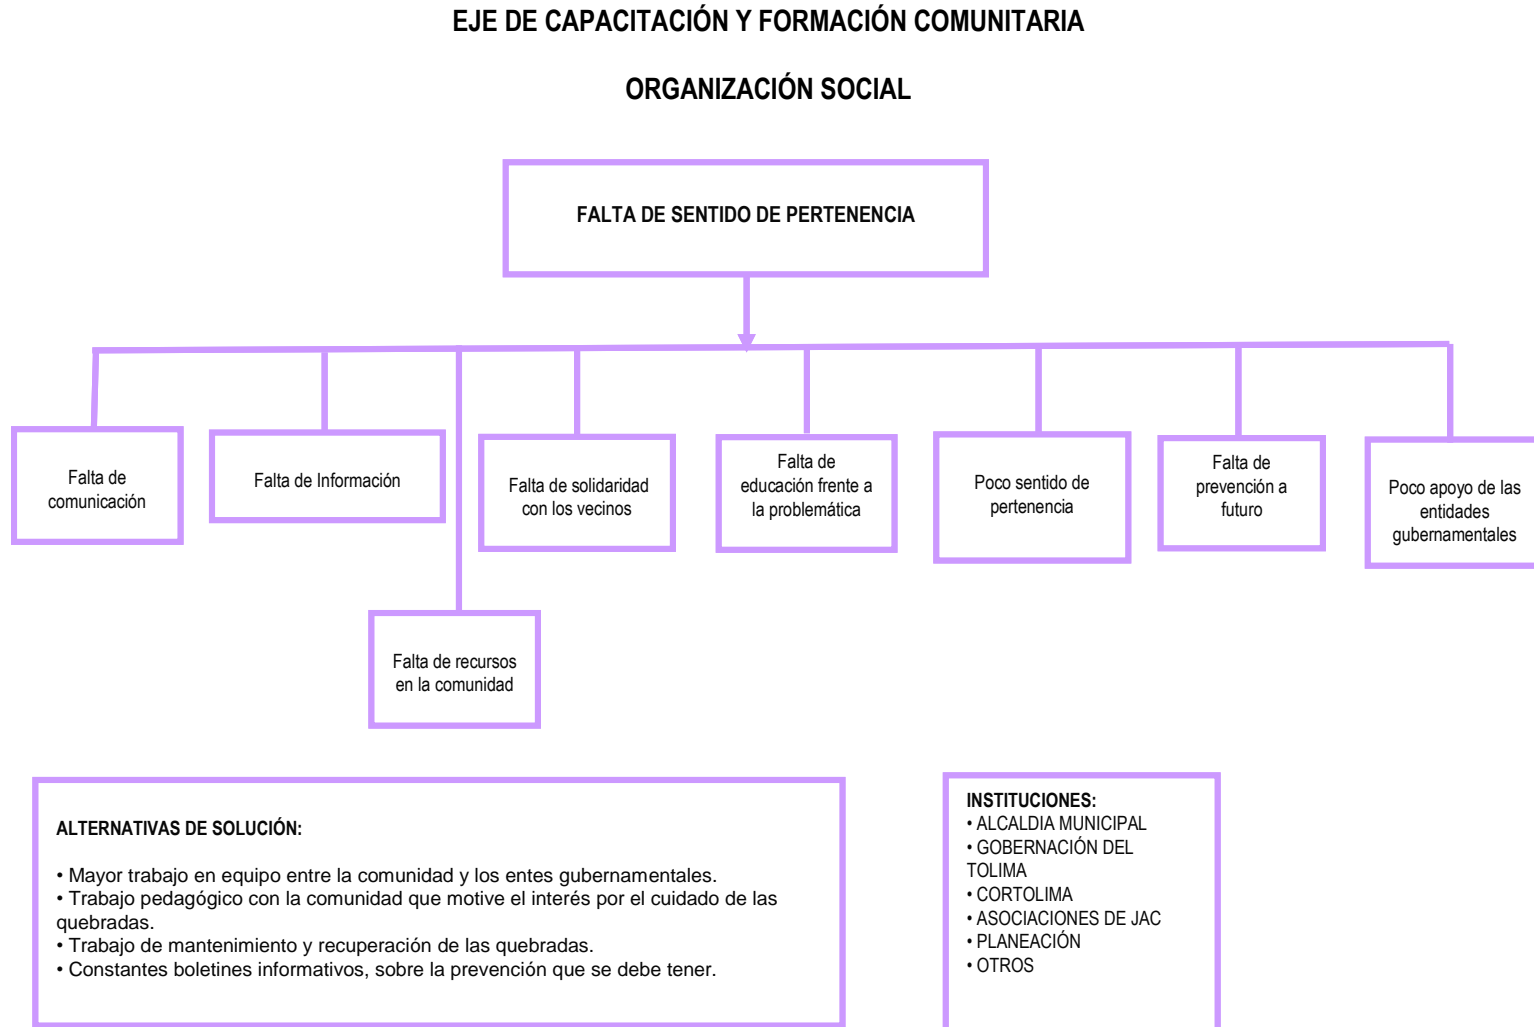 EJE DE CAPACITACIÓN Y FORMACIÓN COMUNITARIA
ORGANIZACIÓN SOCIAL
FALTA DE SENTIDO DE PERTENENCIA
Falta de
comunicación
Falta de Información
Falta de solidaridad
con los vecinos
Falta de
educación frente a
la problemática
Poco sentido de
pertenencia
Falta de
prevención a
futuro
Poco apoyo de las
entidades
gubernamentales
Falta de recursos
en la comunidad
ALTERNATIVAS DE SOLUCIÓN:
• Mayor trabajo en equipo entre la comunidad y los entes gubernamentales.
• Trabajo pedagógico con la comunidad que motive el interés por el cuidado de las
quebradas.
• Trabajo de mantenimiento y recuperación de las quebradas.
• Constantes boletines informativos, sobre la prevención que se debe tener.
INSTITUCIONES:
• ALCALDIA MUNICIPAL
• GOBERNACIÓN DEL
TOLIMA
• CORTOLIMA
• ASOCIACIONES DE JAC
• PLANEACIÓN
• OTROS